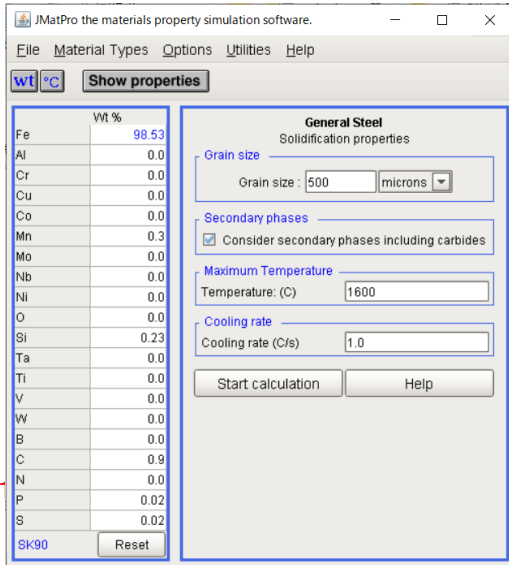 JMatPro the materials property simulation software.
File Material Types Options Utilities Help
wt °C Show properties
Wt %
Fe 98.53
Al 0.0
Cr 0.0
Cu 0.0
Co 0.0
Mn 0.3
Mo 0.0
Nb 0.0
Ni 0.0
O 0.0
Si 0.23
Ta 0.0
Ti 0.0
V 0.0
W 0.0
B 0.0
C 0.9
N 0.0
P 0.02
S 0.02
SK90 Reset
General Steel
Solidification properties
Grain size
Grain size : 500 microns
Secondary phases
Consider secondary phases including carbides
Maximum Temperature
Temperature: (C) 1600
Cooling rate
Cooling rate (C/s) 1.0
Start calculation Help